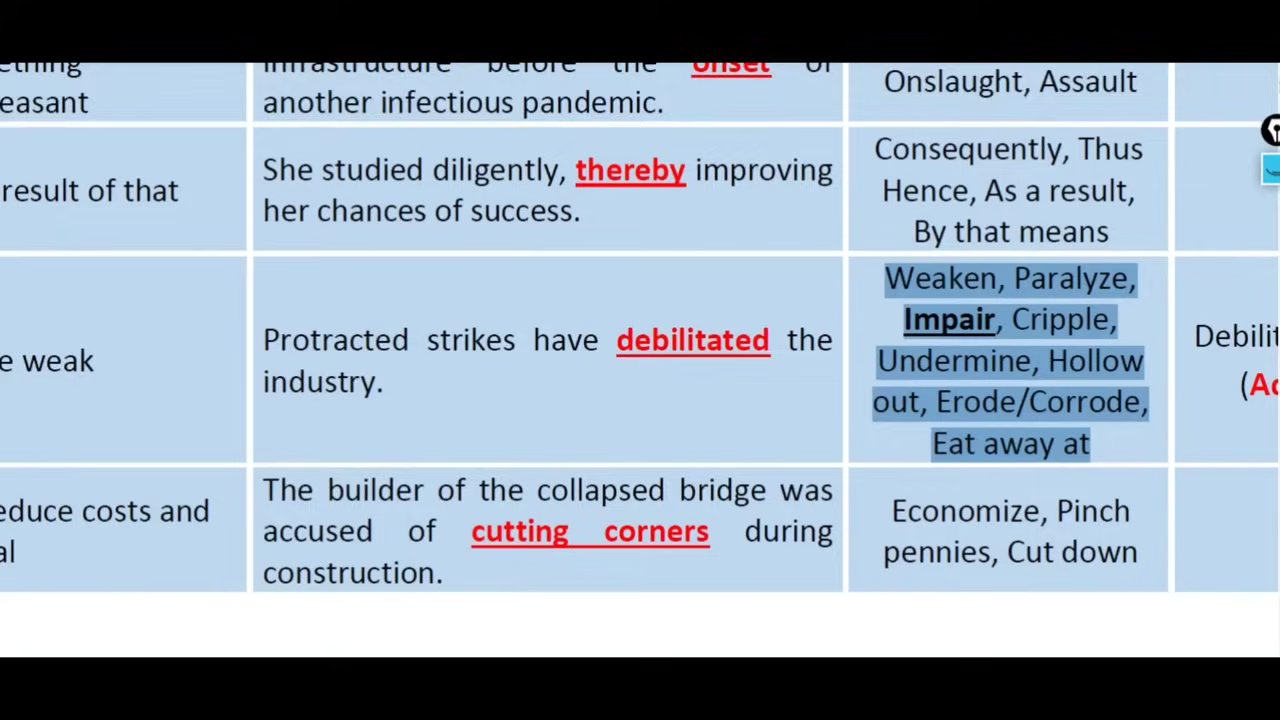 ething
easant
infrastructure before the onset of
another infectious pandemic.
Onslaught, Assault
result of that
She studied diligently, thereby improving
her chances of success.
Consequently, Thus
Hence, As a result,
By that means
e weak
Protracted strikes have debilitated the
industry.
Weaken, Paralyze,
Impair, Cripple,
Undermine, Hollow
out, Erode/Corrode,
Eat away at
Debilit
(Ad
educe costs and
al
The builder of the collapsed bridge was
accused of cutting corners during
construction.
Economize, Pinch
pennies, Cut down